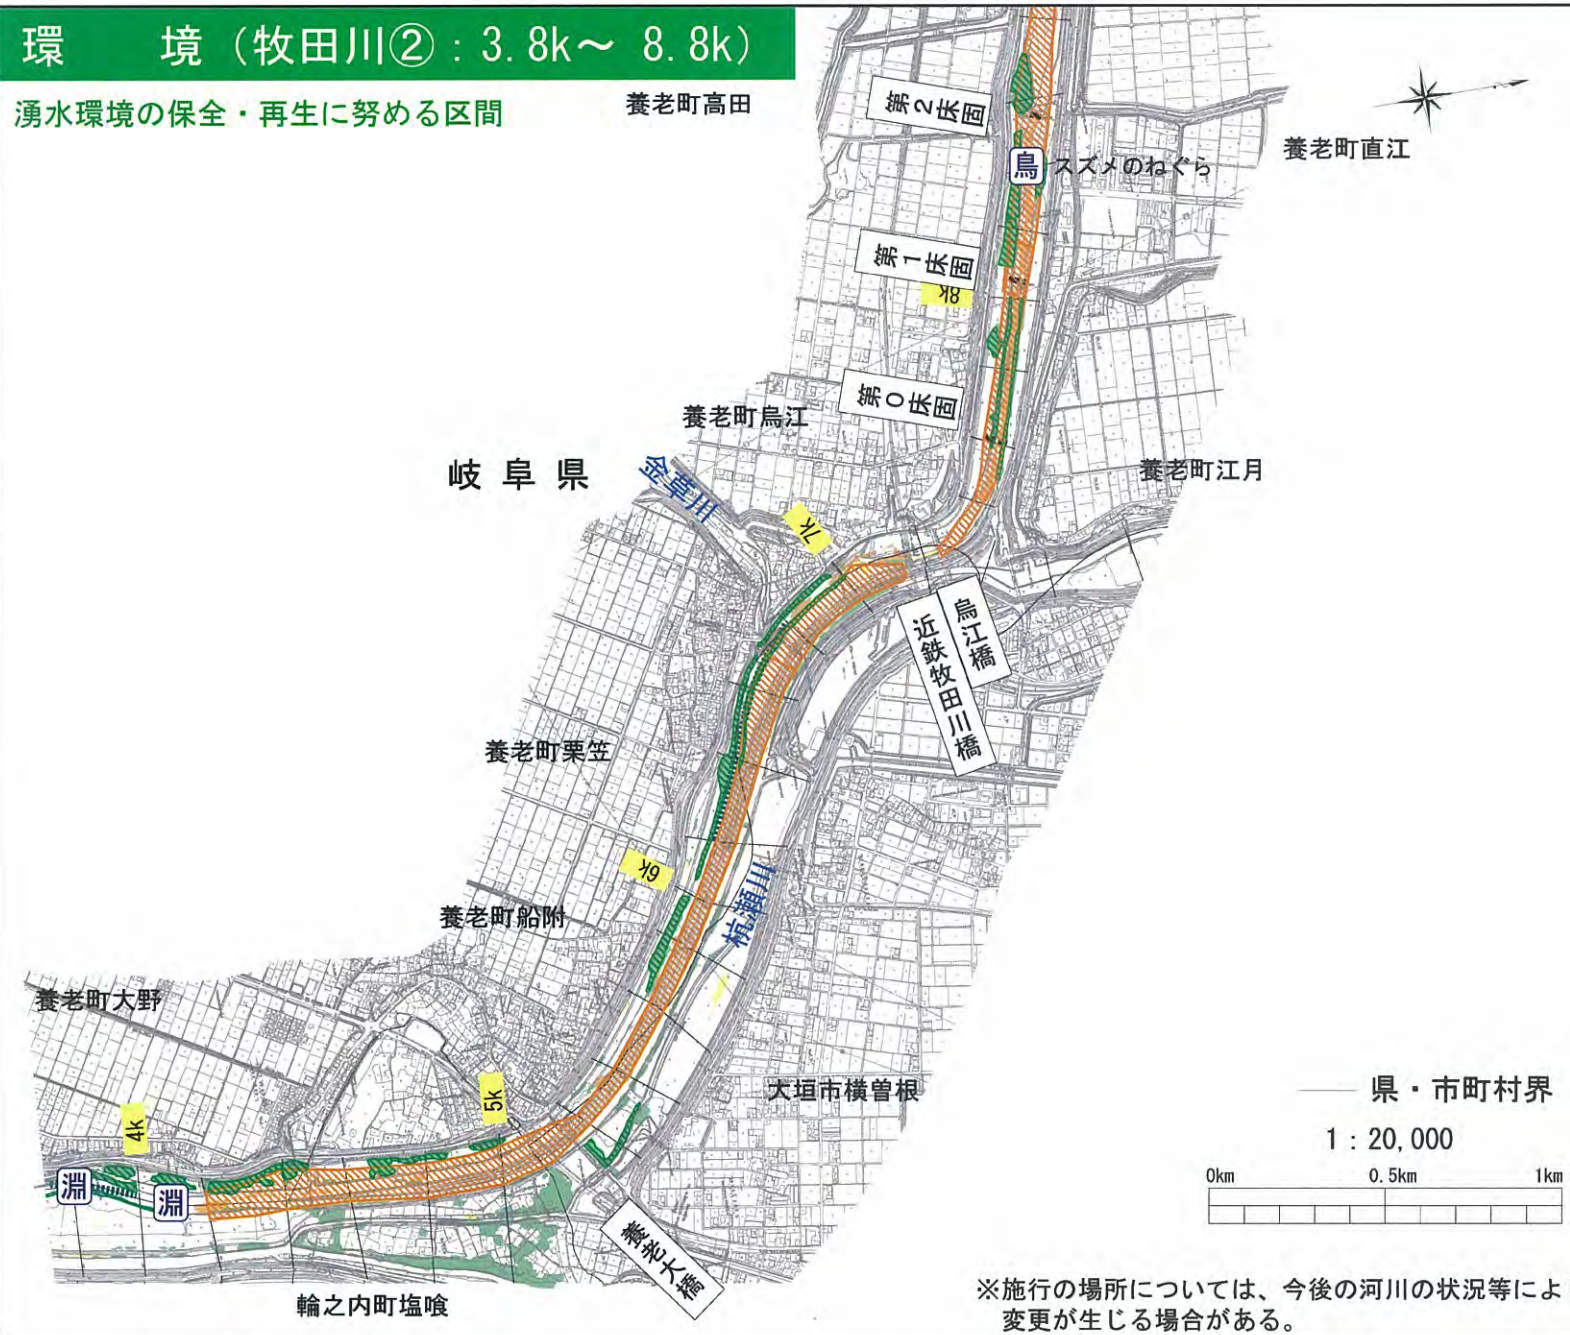 環　境（牧田川②：3.8k～ 8.8k）
湧水環境の保全・再生に努める区間
養老町高田
第2床固
鳥 スズメのねぐら
養老町直江
第1床固
8k
第0床固
養老町烏江
岐阜県
金草川
7k
養老町江月
烏江橋
近鉄牧田川橋
養老町栗笠
6k
杭瀬川
養老町船附
養老町大野
5k
4k
大垣市横曽根
淵
淵
養老大橋
輪之内町塩喰
県・市町村界
1：20,000
0km 0.5km 1km
※施行の場所については、今後の河川の状況等によ
変更が生じる場合がある。